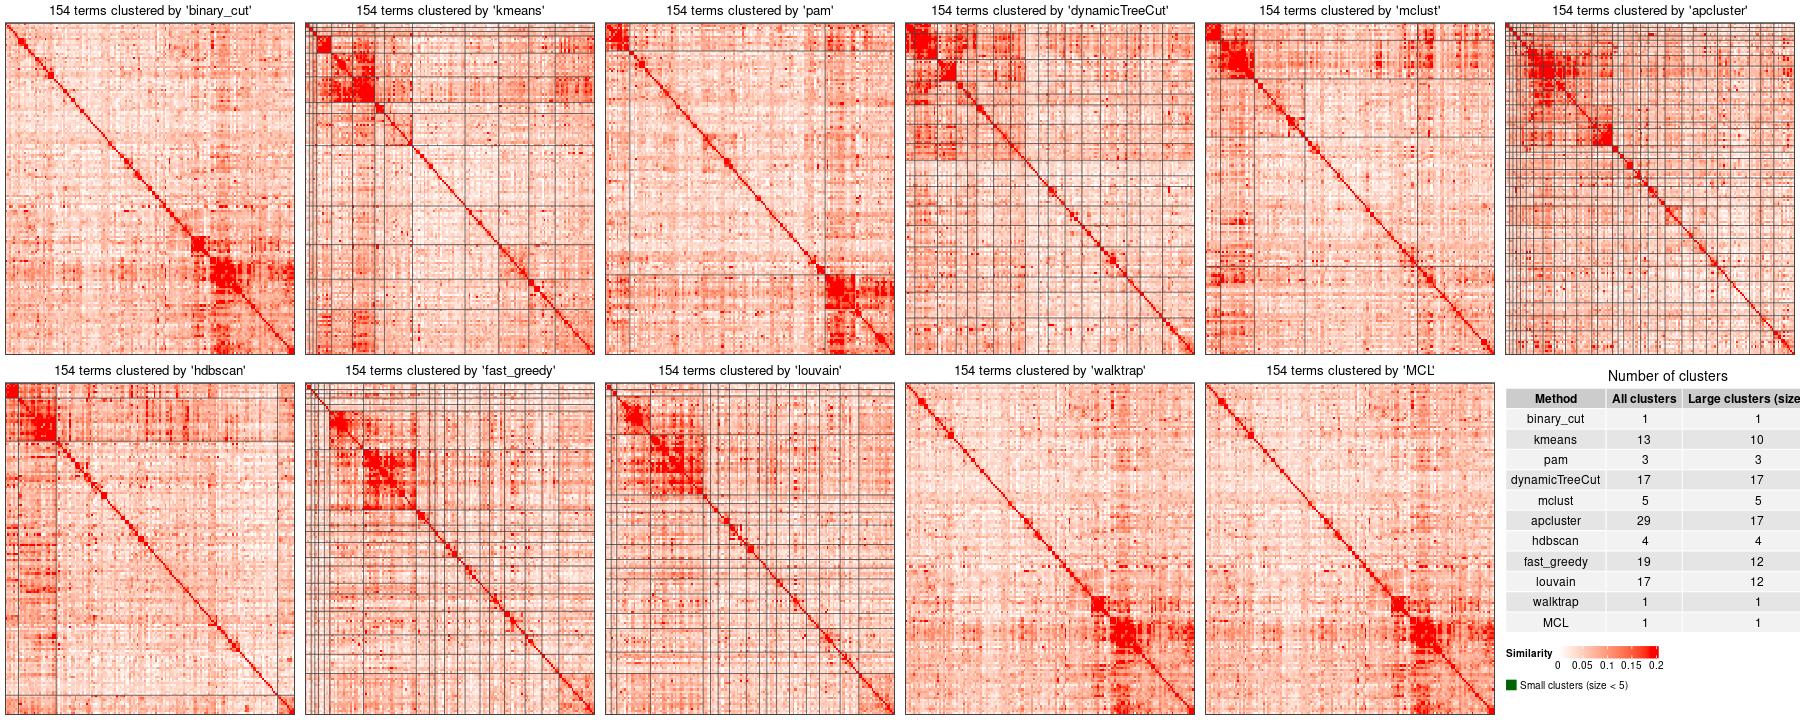 154 terms clustered by 'binary_cut'
154 terms clustered by 'kmeans'
154 terms clustered by 'pam'
154 terms clustered by 'dynamicTreeCut'
154 terms clustered by 'mclust'
154 terms clustered by 'apcluster'
154 terms clustered by 'hdbscan'
154 terms clustered by 'fast_greedy'
154 terms clustered by 'louvain'
154 terms clustered by 'walktrap'
154 terms clustered by 'MCL'
Number of clusters
Method All clusters Large clusters (size
binary_cut 1 1
kmeans 13 10
pam 3 3
dynamicTreeCut 17 17
mclust 5 5
apcluster 29 17
hdbscan 4 4
fast_greedy 19 12
louvain 17 12
walktrap 1 1
MCL 1 1
Similarity
0 0.05 0.1 0.15 0.2
Small clusters (size < 5)